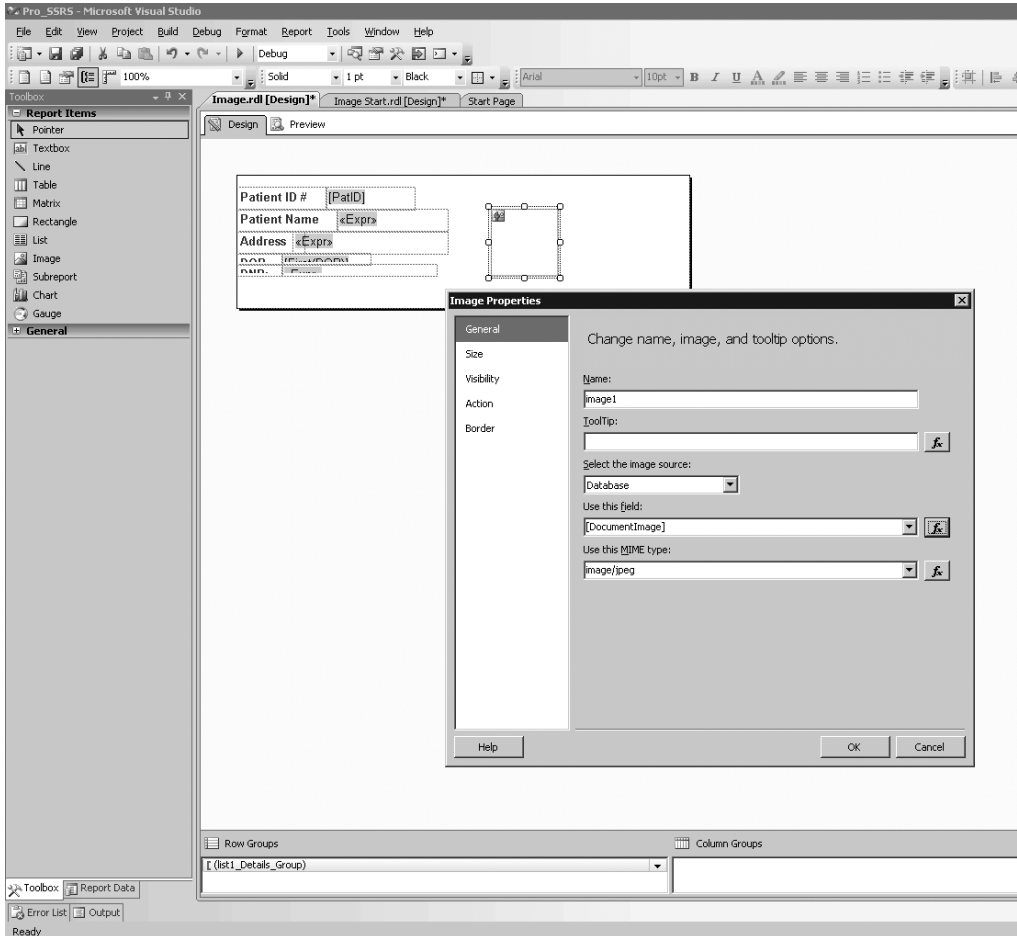 Pro_SSRS - Microsoft Visual Studio
File Edit View Project Build Debug Format Report Tools Window Help
Debug
100% Solid 1 pt Black Arial 10pt B I U A
Toolbox
Image.rdl [Design]* Image Start.rdl [Design]* Start Page
Report Items
Design Preview
Pointer
Textbox
Line
Table
Matrix
Rectangle
List
Image
Subreport
Chart
Gauge
General
Patient ID # [PatID]
Patient Name «Expr»
Address «Expr»
Image Properties
General
Size
Visibility
Action
Border
Change name, image, and tooltip options.
Name:
image1
ToolTip:
fx
Select the image source:
Database
Use this field:
[DocumentImage] fx
Use this MIME type:
image/jpeg fx
Help OK Cancel
Row Groups Column Groups
[ (list1_Details_Group)
Toolbox Report Data
Error List Output
Ready